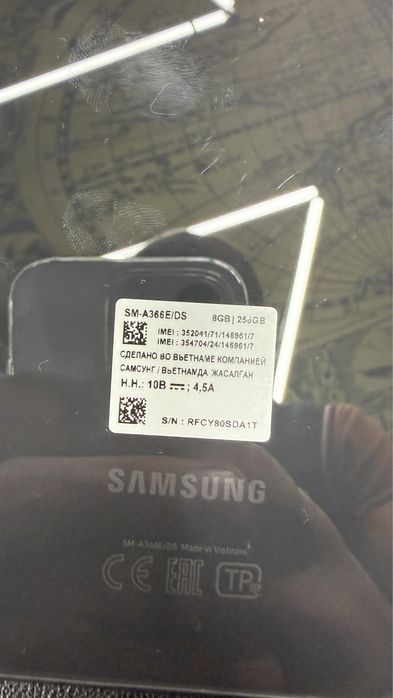 SM-A366E/DS 8GB | 256GB
IMEI : 352041/71/146961/7
IMEI : 354704/24/146961/7
СДЕЛАНО ВО ВЬЕТНАМЕ КОМПАНИЕЙ
САМСУНГ / ВЬЕТНАМДА ЖАСАЛГАН
Н.Н.: 10В ⎓; 4,5А
S/N : RFCY80SDA1T
SAMSUNG
SM-A366E/DS Made in Vietnam
CE EAC TP